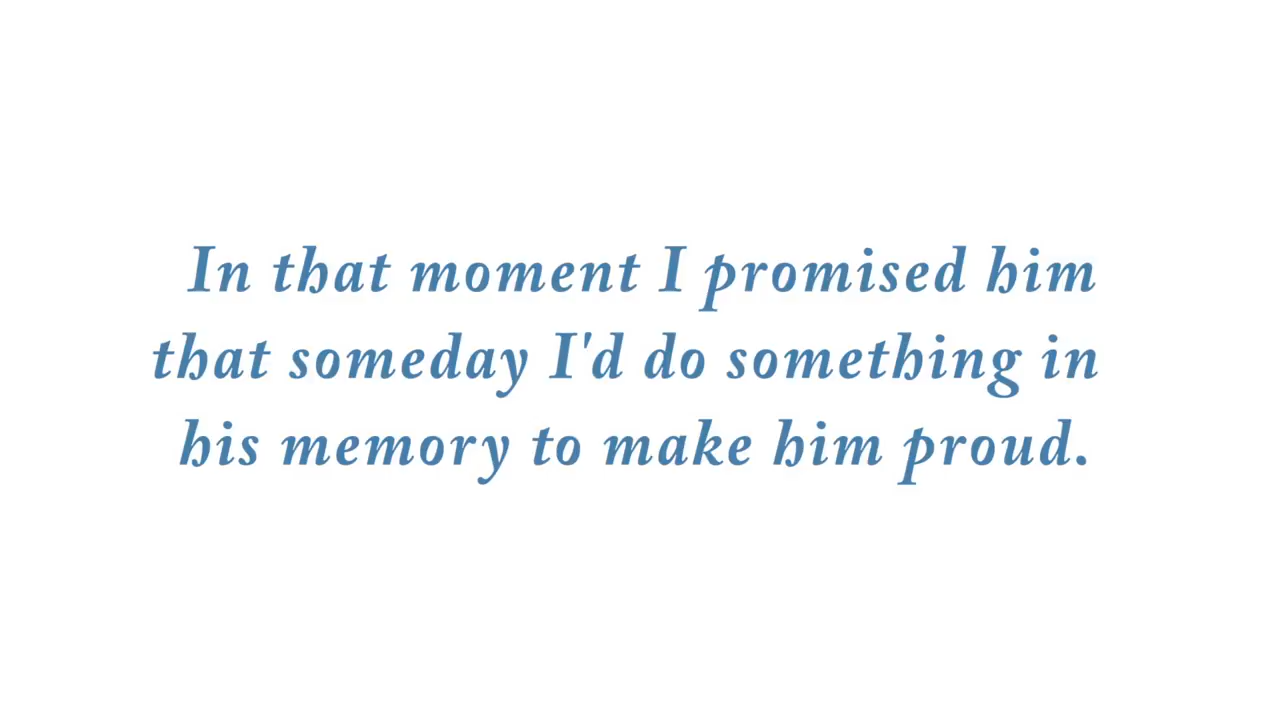 In that moment I promised him
that someday I'd do something in
his memory to make him proud.